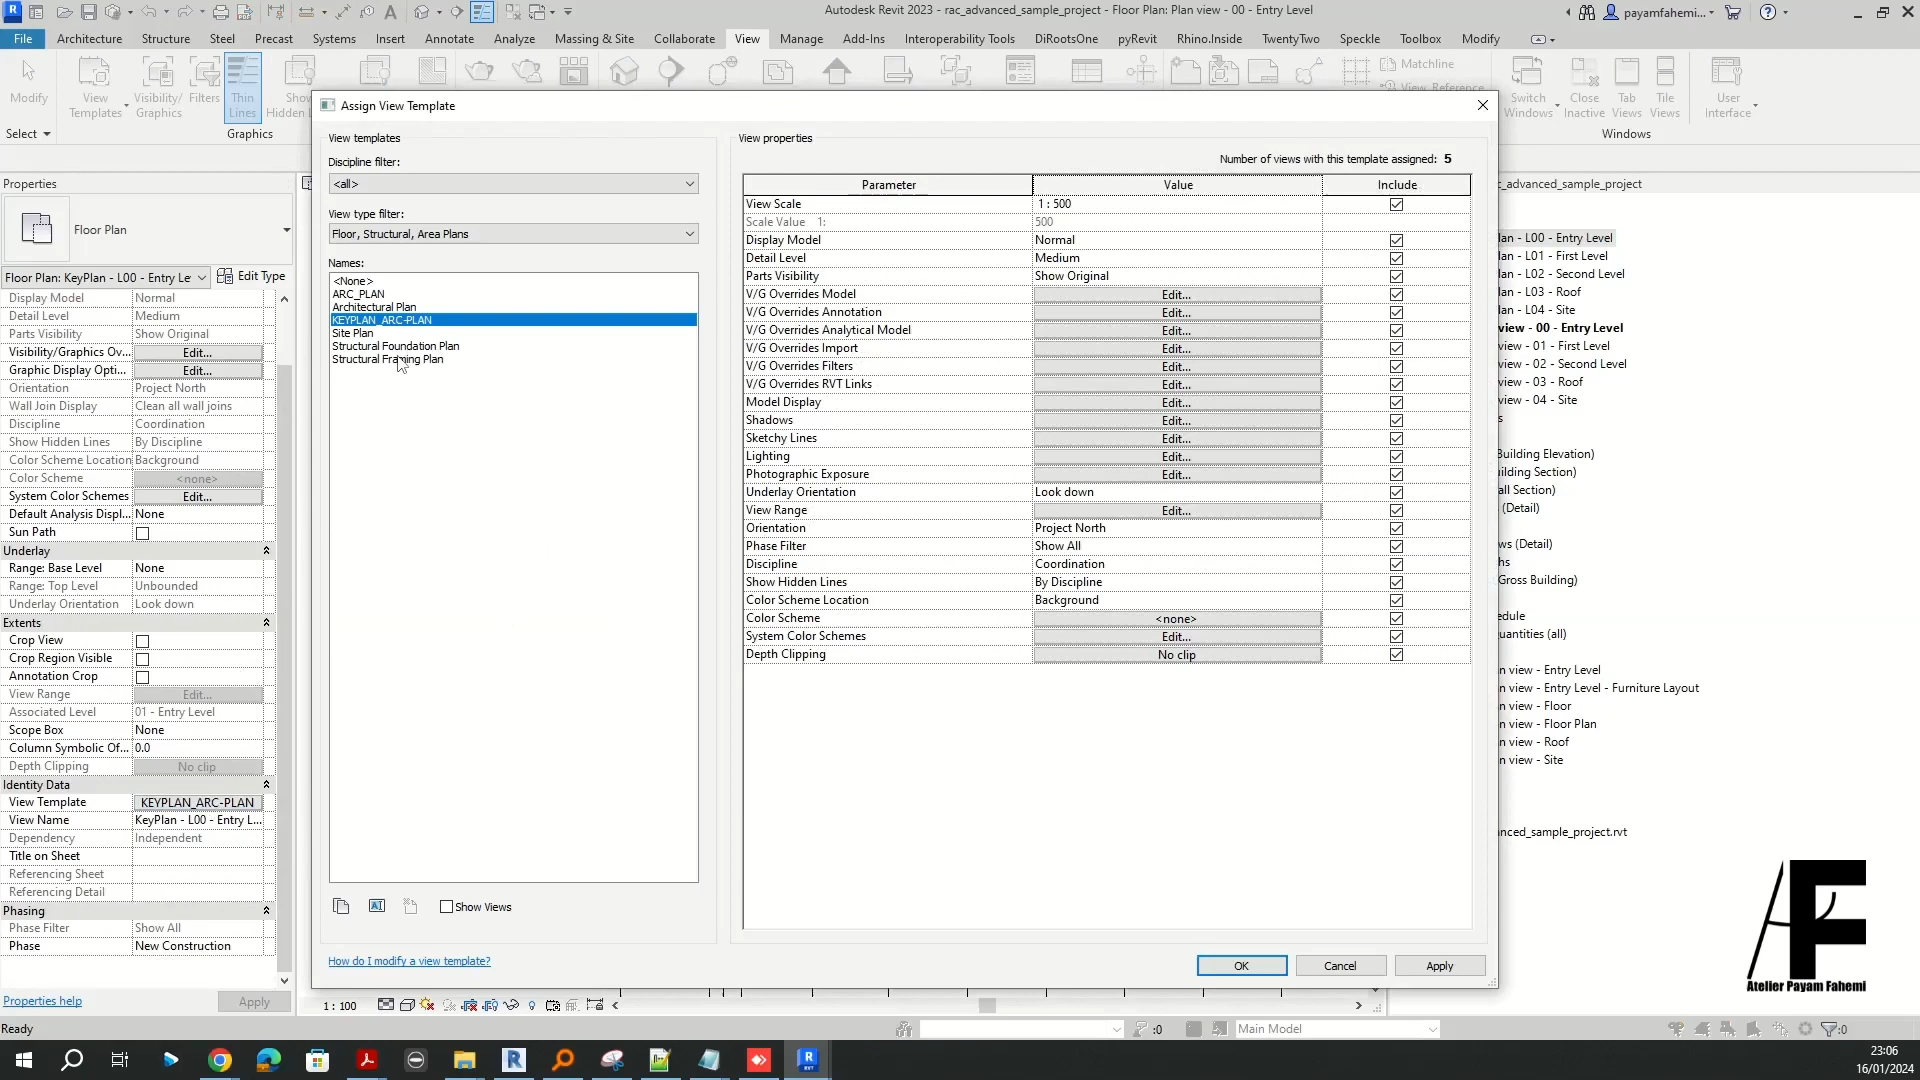 Autodesk Revit 2023 - rac_advanced_sample_project - Floor Plan: Plan view - 00 - Entry Level
payamfahemi...
File Architecture Structure Steel Precast Systems Insert Annotate Analyze Massing & Site Collaborate View Manage Add-Ins Interoperability Tools DiRootsOne pyRevit Rhino.Inside TwentyTwo Speckle Toolbox Modify
Modify
View Templates
Visibility/ Graphics
Filters
Thin Lines
Show Hidden L
Matchline
View Reference
Switch Windows
Close Inactive
Tab Views
Tile Views
User Interface
Select
Graphics
Windows
Assign View Template
View templates
Discipline filter:
<all>
View type filter:
Floor, Structural, Area Plans
Names:
<None>
ARC_PLAN
Architectural Plan
KEYPLAN_ARC-PLAN
Site Plan
Structural Foundation Plan
Structural Framing Plan
Show Views
How do I modify a view template?
View properties
Number of views with this template assigned: 5
Parameter Value Include
View Scale 1 : 500
Scale Value 1: 500
Display Model Normal
Detail Level Medium
Parts Visibility Show Original
V/G Overrides Model Edit...
V/G Overrides Annotation Edit...
V/G Overrides Analytical Model Edit...
V/G Overrides Import Edit...
V/G Overrides Filters Edit...
V/G Overrides RVT Links Edit...
Model Display Edit...
Shadows Edit...
Sketchy Lines Edit...
Lighting Edit...
Photographic Exposure Edit...
Underlay Orientation Look down
View Range Edit...
Orientation Project North
Phase Filter Show All
Discipline Coordination
Show Hidden Lines By Discipline
Color Scheme Location Background
Color Scheme <none>
System Color Schemes Edit...
Depth Clipping No clip
OK Cancel Apply
Properties
Floor Plan
Floor Plan: KeyPlan - L00 - Entry Le Edit Type
Display Model Normal
Detail Level Medium
Parts Visibility Show Original
Visibility/Graphics Ov... Edit...
Graphic Display Opti... Edit...
Orientation Project North
Wall Join Display Clean all wall joins
Discipline Coordination
Show Hidden Lines By Discipline
Color Scheme Location Background
Color Scheme <none>
System Color Schemes Edit...
Default Analysis Displ... None
Sun Path
Underlay
Range: Base Level None
Range: Top Level Unbounded
Underlay Orientation Look down
Extents
Crop View
Crop Region Visible
Annotation Crop
View Range Edit...
Associated Level 01 - Entry Level
Scope Box None
Column Symbolic Of... 0.0
Depth Clipping No clip
Identity Data
View Template KEYPLAN_ARC-PLAN
View Name KeyPlan - L00 - Entry L...
Dependency Independent
Title on Sheet
Referencing Sheet
Referencing Detail
Phasing
Phase Filter Show All
Phase New Construction
Properties help Apply
c_advanced_sample_project
lan - L00 - Entry Level
lan - L01 - First Level
lan - L02 - Second Level
lan - L03 - Roof
lan - L04 - Site
view - 00 - Entry Level
view - 01 - First Level
view - 02 - Second Level
view - 03 - Roof
view - 04 - Site
s
Building Elevation)
uilding Section)
all Section)
(Detail)
ws (Detail)
hs
Gross Building)
edule
uantities (all)
n view - Entry Level
n view - Entry Level - Furniture Layout
n view - Floor
n view - Floor Plan
n view - Roof
n view - Site
nced_sample_project.rvt
AF
Atelier Payam Fahemi
1 : 100
Ready
:0
Main Model
:0
23:06
16/01/2024